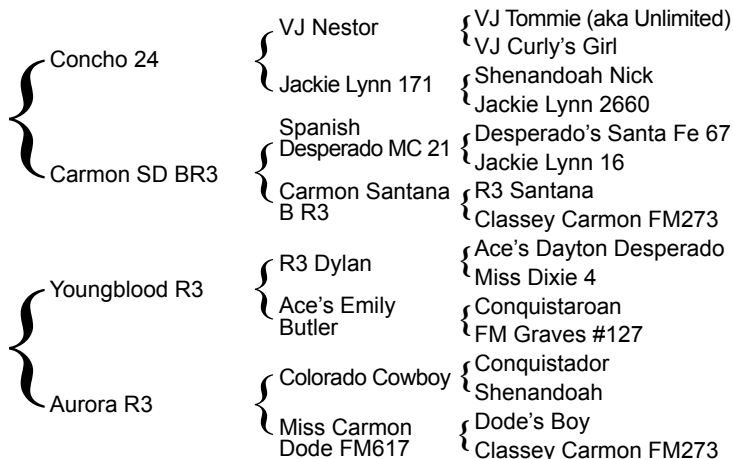 Concho 24
Carmon SD BR3
Youngblood R3
Aurora R3
VJ Nestor
Jackie Lynn 171
Spanish
Desperado MC 21
Carmon Santana
B R3
R3 Dylan
Ace's Emily
Butler
Colorado Cowboy
Miss Carmon
Dode FM617
VJ Tommie (aka Unlimited)
VJ Curly's Girl
Shenandoah Nick
Jackie Lynn 2660
Desperado's Santa Fe 67
Jackie Lynn 16
R3 Santana
Classey Carmon FM273
Ace's Dayton Desperado
Miss Dixie 4
Conquistaroan
FM Graves #127
Conquistador
Shenandoah
Dode's Boy
Classey Carmon FM273